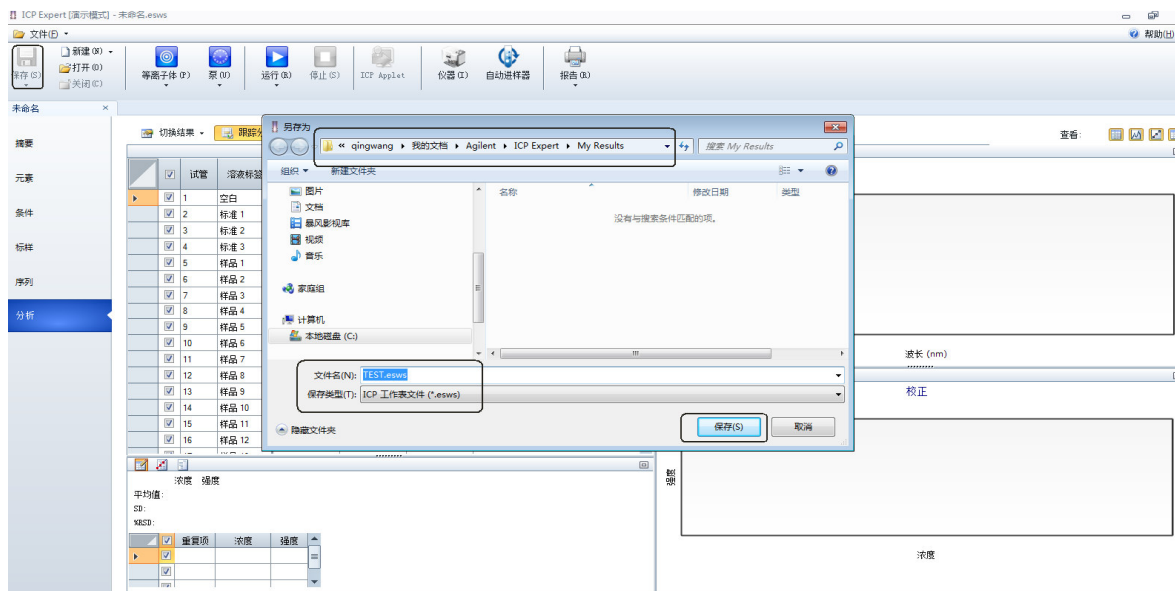 ICP Expert [演示模式] - 未命名.esws
文件(F)
帮助(H)
保存(S)
新建(N)
打开(O)
关闭(C)
等离子体(P)
泵(U)
运行(R)
停止(S)
ICP Applet
仪器(I)
自动进样器
报告(R)
未命名 ×
摘要
元素
条件
标样
序列
分析
切换结果
查看:
试管 溶液标签
1 空白
2 标准 1
3 标准 2
4 标准 3
5 样品 1
6 样品 2
7 样品 3
8 样品 4
9 样品 5
10 样品 6
11 样品 7
12 样品 8
13 样品 9
14 样品 10
15 样品 11
16 样品 12
另存为
« qingwang 我的文档 Agilent ICP Expert My Results
搜索 My Results
组织 新建文件夹
图片
文档
暴风影视库
视频
音乐
家庭组
计算机
本地磁盘 (C:)
名称 修改日期 类型
没有与搜索条件匹配的项。
文件名(N): TEST.esws
保存类型(T): ICP 工作表文件 (*.esws)
隐藏文件夹
保存(S) 取消
波长 (nm)
校正
强度
浓度
浓度 强度
平均值:
SD:
%RSD:
重复项 浓度 强度